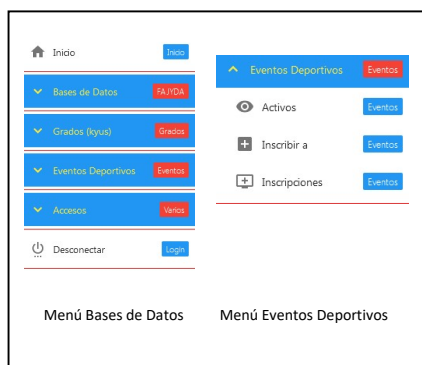 Inicio Inicio
Bases de Datos FAJYDA
Grados (kyus) Grados
Eventos Deportivos Eventos
Accesos Varios
Desconectar Login
Menú Bases de Datos
Eventos Deportivos Eventos
Activos Eventos
Inscribir a Eventos
Inscripciones Eventos
Menú Eventos Deportivos